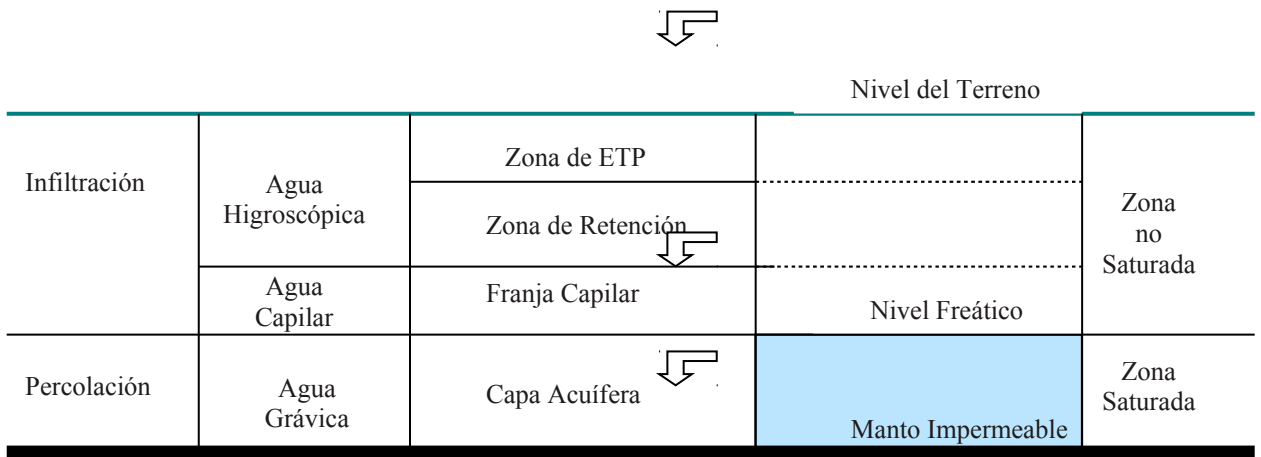 Nivel del Terreno
Infiltración
Agua
Higroscópica
Zona de ETP
Zona de Retención
Zona
no
Saturada
Agua
Capilar
Franja Capilar
Nivel Freático
Percolación
Agua
Grávica
Capa Acuífera
Manto Impermeable
Zona
Saturada